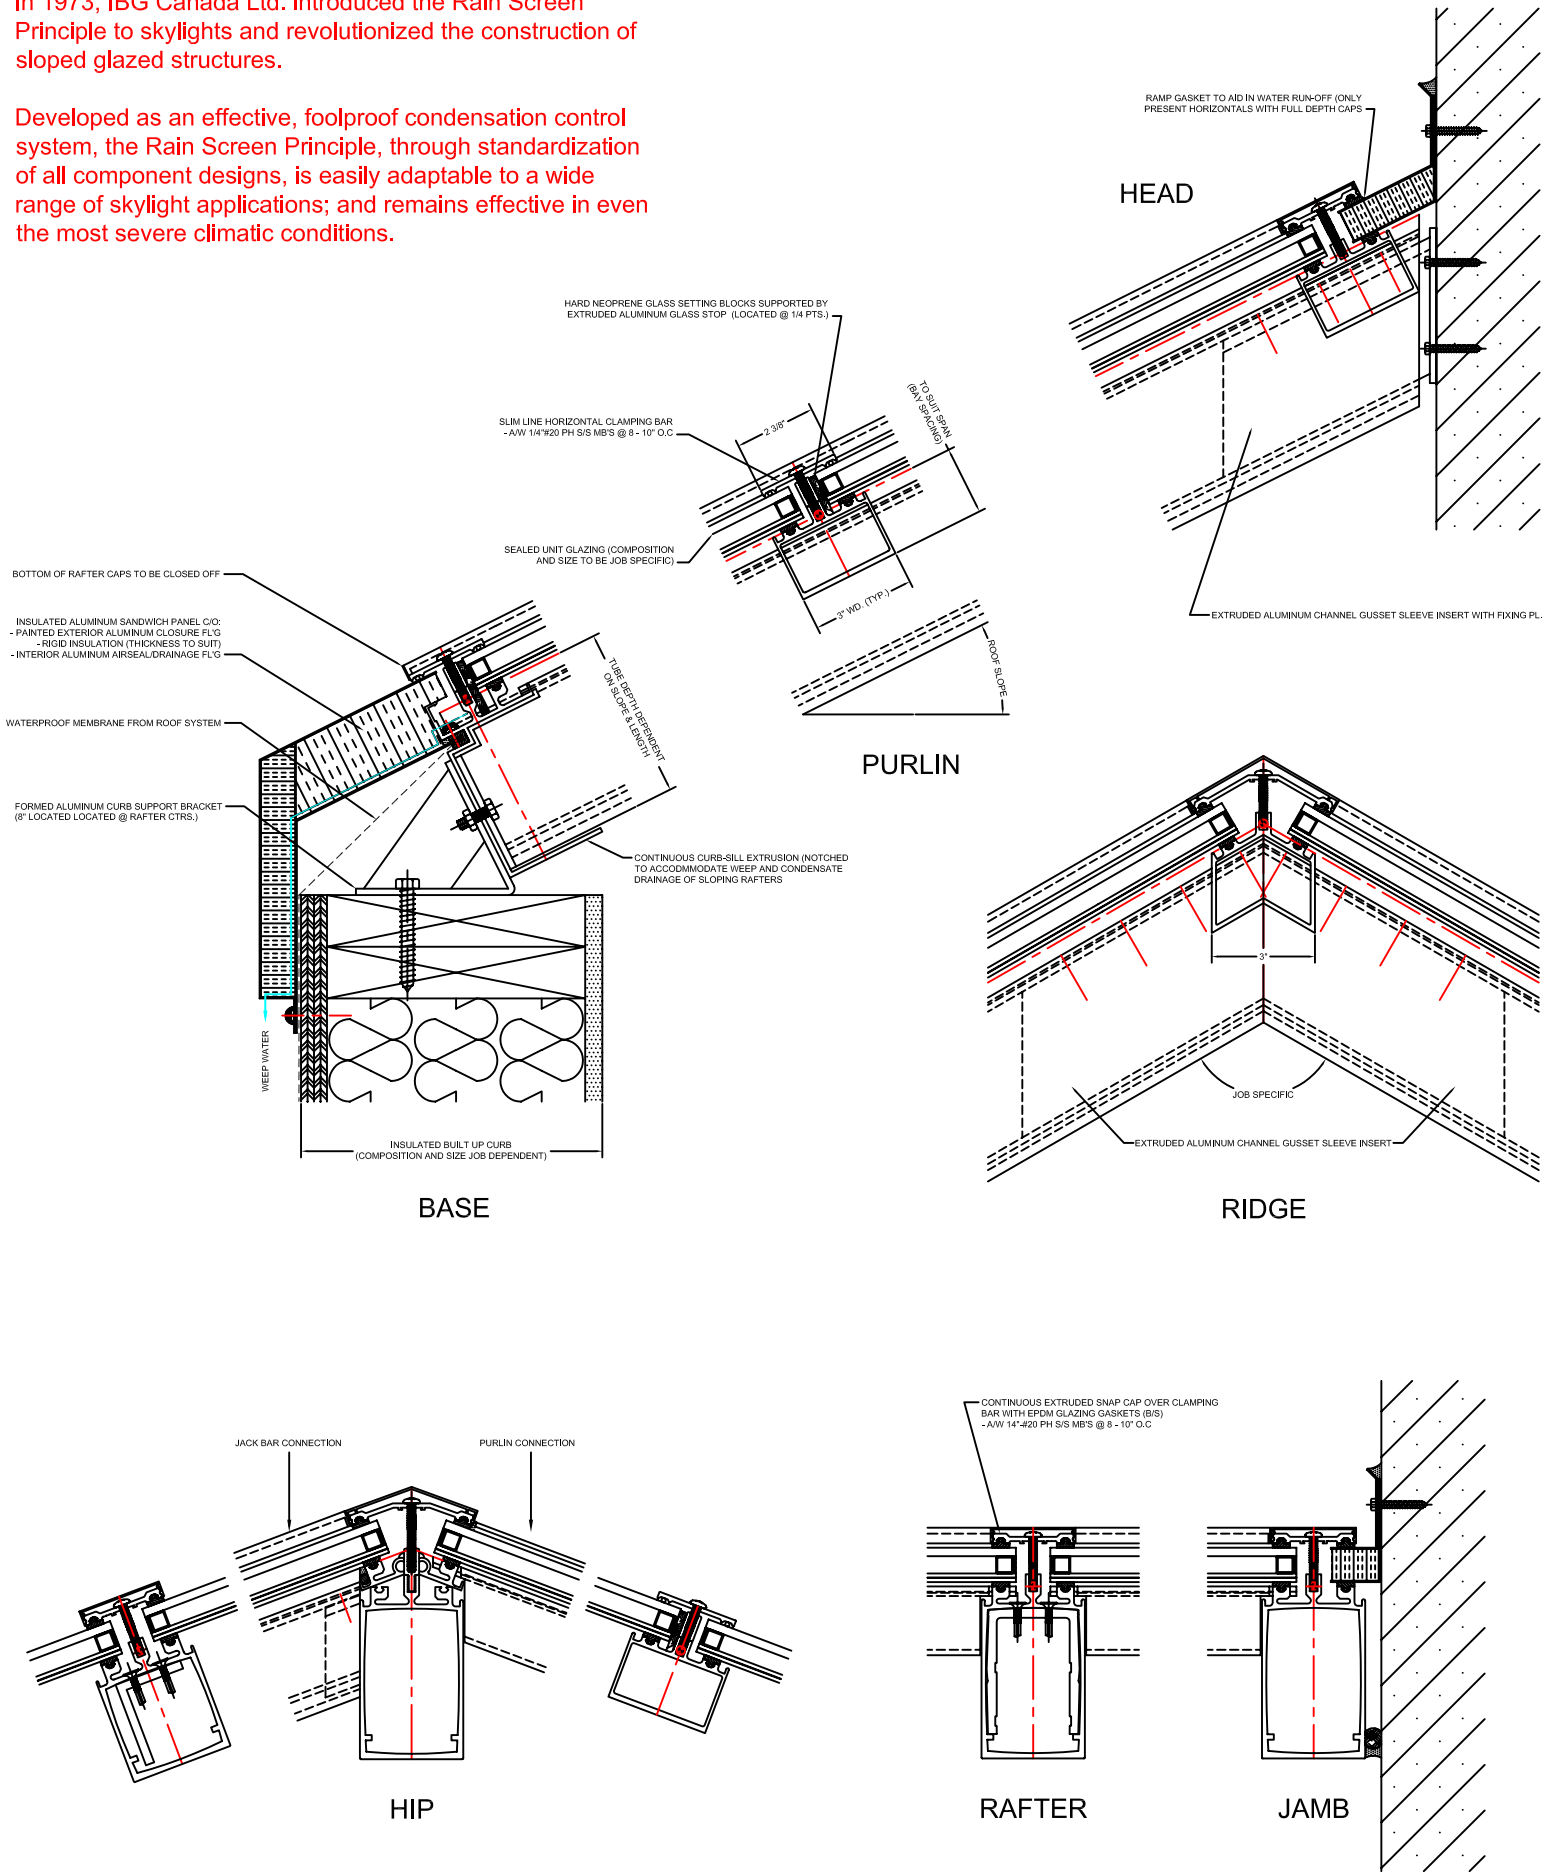 In 1973, IBG Canada Ltd. introduced the Rain Screen
Principle to skylights and revolutionized the construction of
sloped glazed structures.
Developed as an effective, foolproof condensation control
system, the Rain Screen Principle, through standardization
of all component designs, is easily adaptable to a wide
range of skylight applications; and remains effective in even
the most severe climatic conditions.
RAMP GASKET TO AID IN WATER RUN-OFF (ONLY
PRESENT HORIZONTALS WITH FULL DEPTH CAPS
HEAD
EXTRUDED ALUMINUM CHANNEL GUSSET SLEEVE INSERT WITH FIXING PL.
HARD NEOPRENE GLASS SETTING BLOCKS SUPPORTED BY
EXTRUDED ALUMINUM GLASS STOP (LOCATED @ 1/4 PTS.)
SLIM LINE HORIZONTAL CLAMPING BAR
- A/W 1/4"#20 PH S/S MB'S @ 8 - 10" O.C
2 3/8"
TO SUIT SPAN
(BAY SPACING)
SEALED UNIT GLAZING (COMPOSITION
AND SIZE TO BE JOB SPECIFIC)
3" WD. (TYP.)
ROOF SLOPE
PURLIN
BOTTOM OF RAFTER CAPS TO BE CLOSED OFF
INSULATED ALUMINUM SANDWICH PANEL C/O:
- PAINTED EXTERIOR ALUMINUM CLOSURE FL'G
- RIGID INSULATION (THICKNESS TO SUIT)
- INTERIOR ALUMINUM AIRSEAL/DRAINAGE FL'G
WATERPROOF MEMBRANE FROM ROOF SYSTEM
FORMED ALUMINUM CURB SUPPORT BRACKET
(8" LOCATED LOCATED @ RAFTER CTRS.)
TUBE DEPTH DEPENDENT
ON SLOPE & LENGTH
CONTINUOUS CURB-SILL EXTRUSION (NOTCHED
TO ACCODMMODATE WEEP AND CONDENSATE
DRAINAGE OF SLOPING RAFTERS
WEEP WATER
INSULATED BUILT UP CURB
(COMPOSITION AND SIZE JOB DEPENDENT)
BASE
3"
JOB SPECIFIC
EXTRUDED ALUMINUM CHANNEL GUSSET SLEEVE INSERT
RIDGE
JACK BAR CONNECTION
PURLIN CONNECTION
HIP
CONTINUOUS EXTRUDED SNAP CAP OVER CLAMPING
BAR WITH EPDM GLAZING GASKETS (B/S)
- A/W 14"-#20 PH S/S MB'S @ 8 - 10" O.C
RAFTER
JAMB